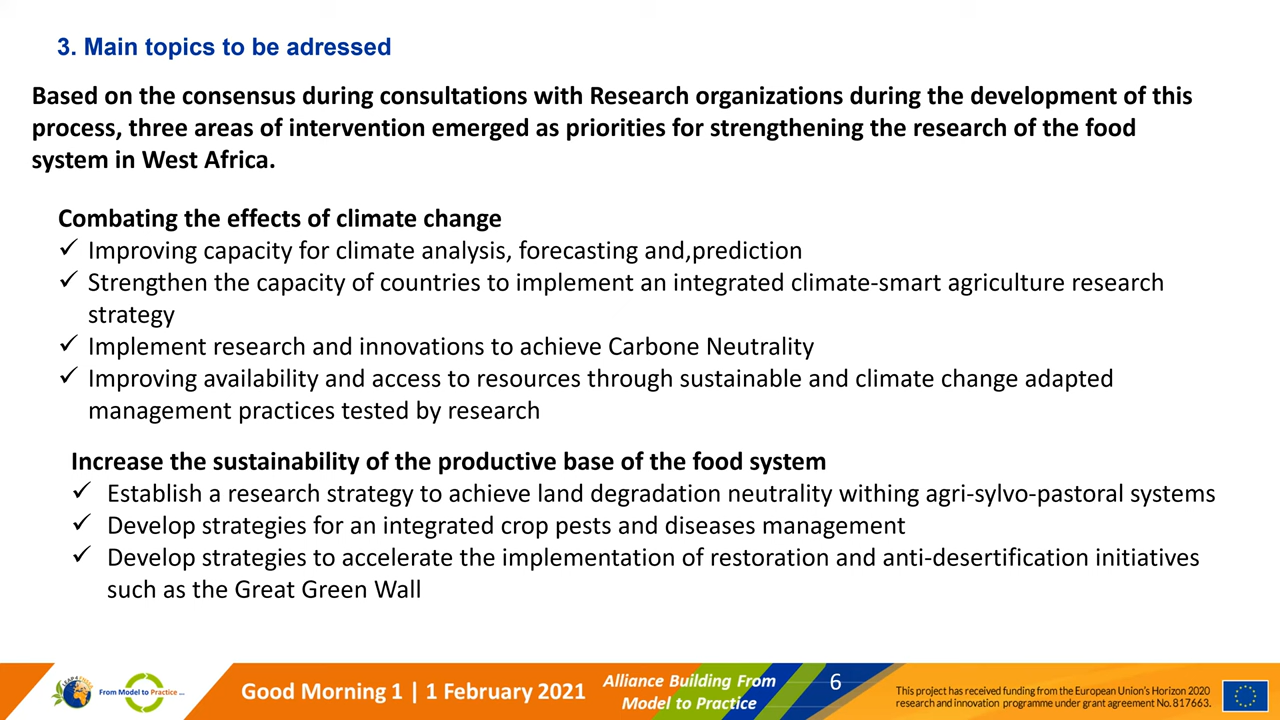 3. Main topics to be adressed
Based on the consensus during consultations with Research organizations during the development of this
process, three areas of intervention emerged as priorities for strengthening the research of the food
system in West Africa.
Combating the effects of climate change
✓ Improving capacity for climate analysis, forecasting and,prediction
✓ Strengthen the capacity of countries to implement an integrated climate-smart agriculture research
strategy
✓ Implement research and innovations to achieve Carbone Neutrality
✓ Improving availability and access to resources through sustainable and climate change adapted
management practices tested by research
Increase the sustainability of the productive base of the food system
✓ Establish a research strategy to achieve land degradation neutrality withing agri-sylvo-pastoral systems
✓ Develop strategies for an integrated crop pests and diseases management
✓ Develop strategies to accelerate the implementation of restoration and anti-desertification initiatives
such as the Great Green Wall
From Model to Practice ...
Good Morning 1 | 1 February 2021
Alliance Building From
Model to Practice
6
This project has received funding from the European Union's Horizon 2020
research and innovation programme under grant agreement No. 817663.